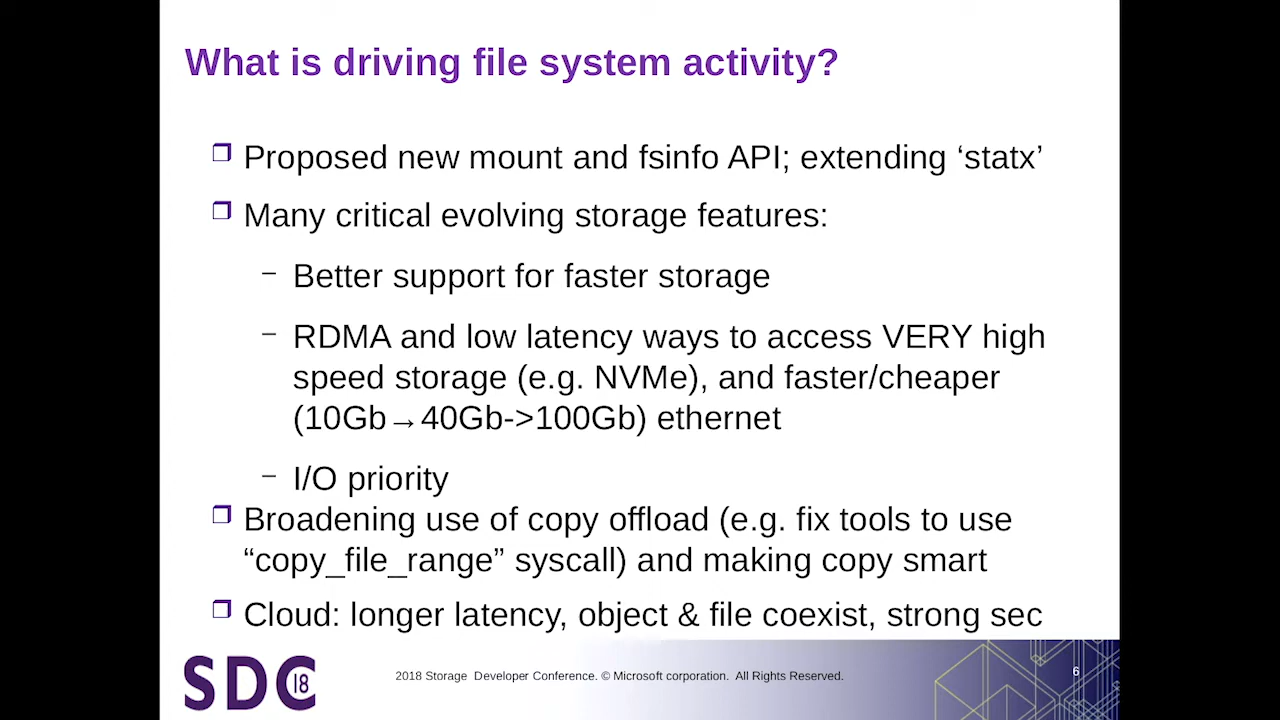 What is driving file system activity?
❒ Proposed new mount and fsinfo API; extending ‘statx’
❒ Many critical evolving storage features:
– Better support for faster storage
– RDMA and low latency ways to access VERY high
speed storage (e.g. NVMe), and faster/cheaper
(10Gb→40Gb->100Gb) ethernet
– I/O priority
❒ Broadening use of copy offload (e.g. fix tools to use
“copy_file_range” syscall) and making copy smart
❒ Cloud: longer latency, object & file coexist, strong sec
SDC 18
2018 Storage Developer Conference. © Microsoft corporation. All Rights Reserved.
6